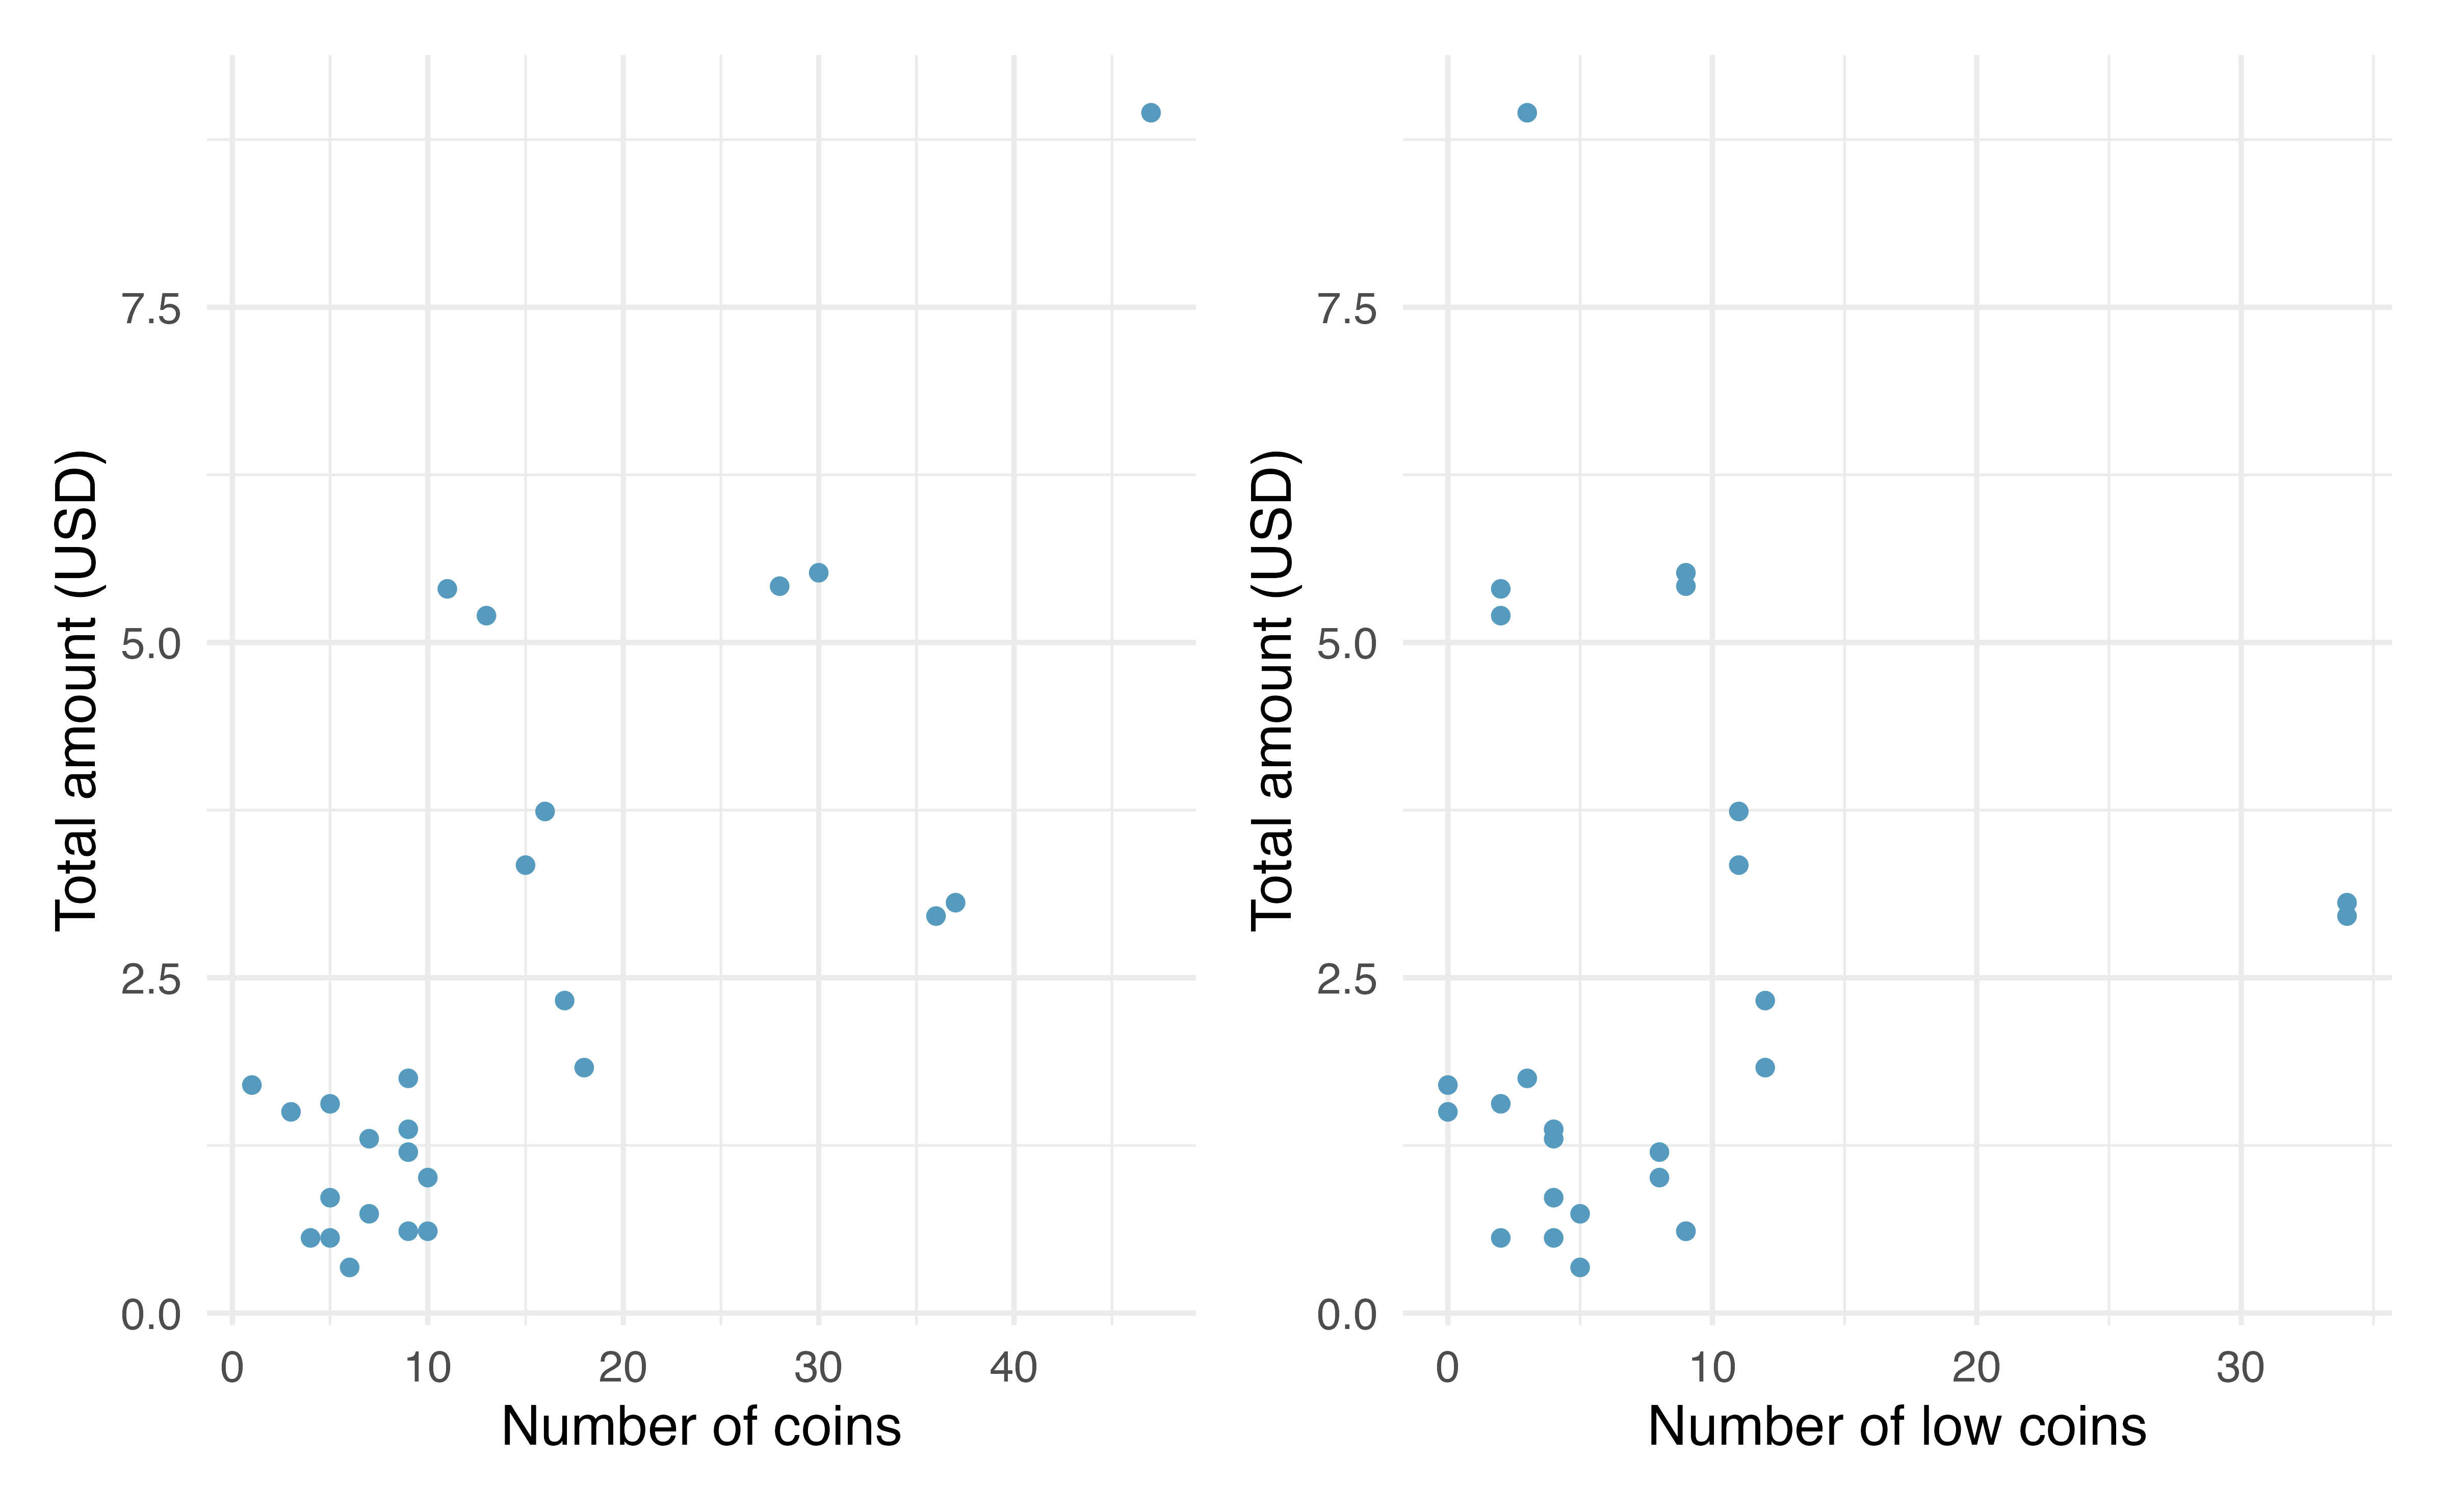 Total amount (USD)
7.5
5.0
2.5
0.0
0 10 20 30 40
Number of coins
Total amount (USD)
7.5
5.0
2.5
0.0
0 10 20 30
Number of low coins